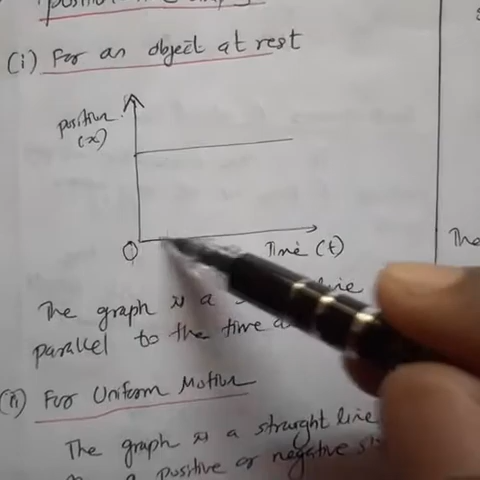 (i) For an object at rest
position
(x)
O
Time (t)
The graph is a line
parallel to the time
(ii) For Uniform Motion
The graph is a straight line
a positive or negative
The